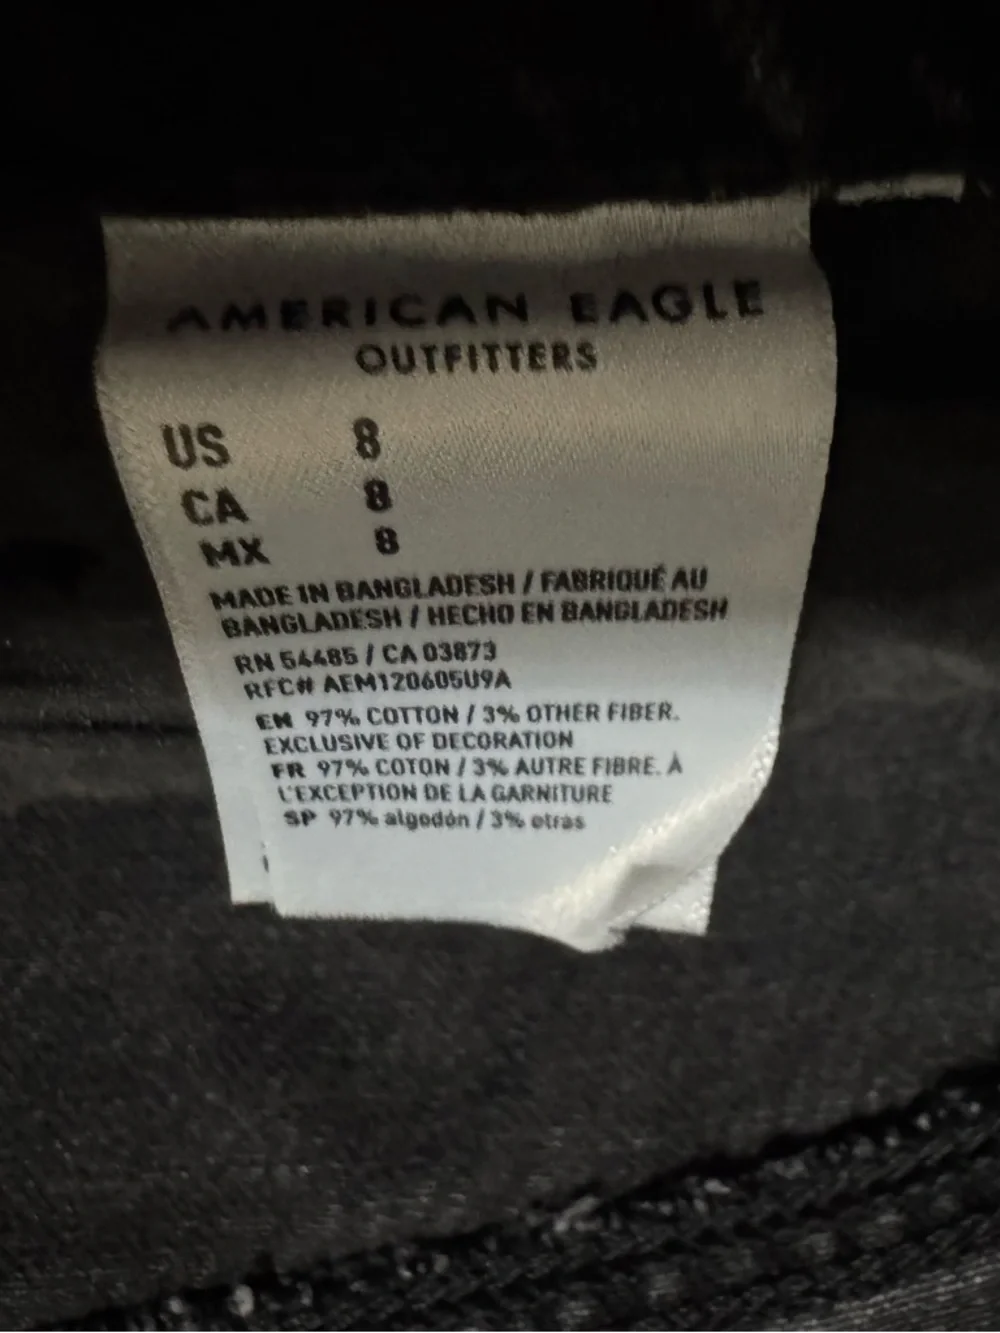 AMERICAN EAGLE
OUTFITTERS
US 8
CA 8
MX 8
MADE IN BANGLADESH / FABRIQUÉ AU
BANGLADESH / HECHO EN BANGLADESH
RN 54485 / CA 03873
RFC# AEM120605U9A
EN 97% COTTON / 3% OTHER FIBER.
EXCLUSIVE OF DECORATION
FR 97% COTON / 3% AUTRE FIBRE. À
L'EXCEPTION DE LA GARNITURE
SP 97% algodón / 3% otras